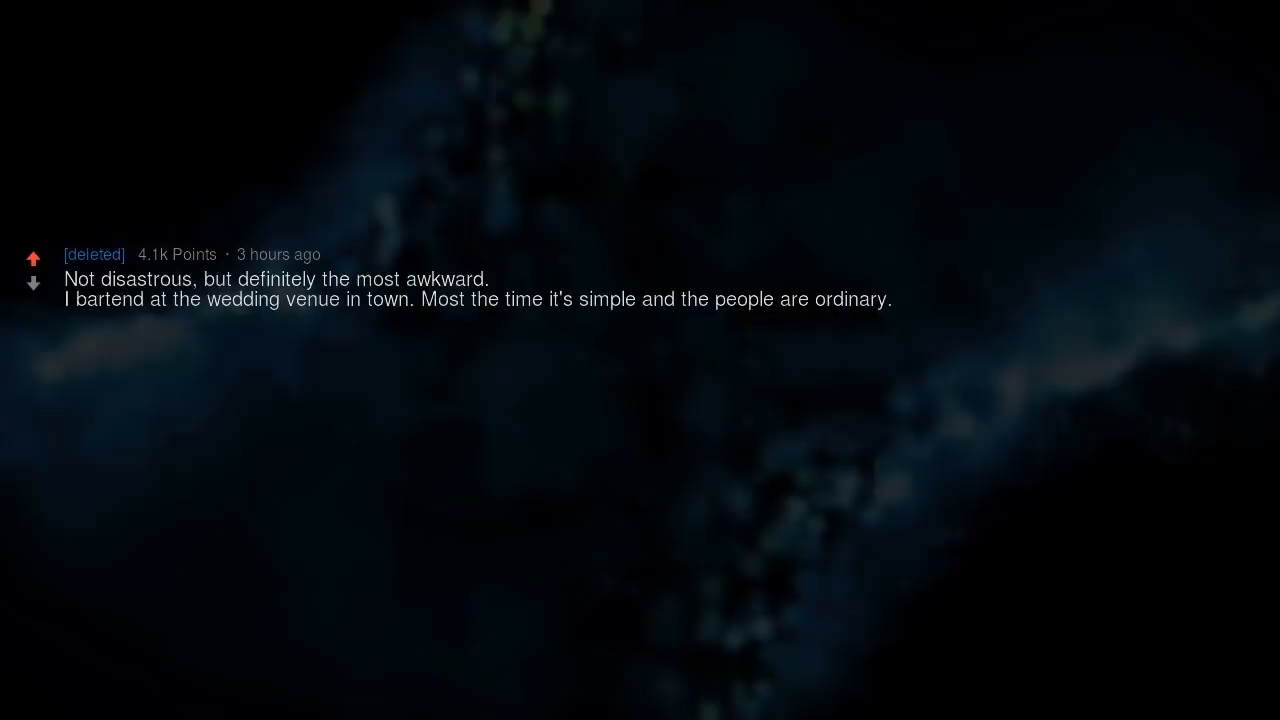 [deleted] 4.1k Points · 3 hours ago
Not disastrous, but definitely the most awkward.
I bartend at the wedding venue in town. Most the time it's simple and the people are ordinary.